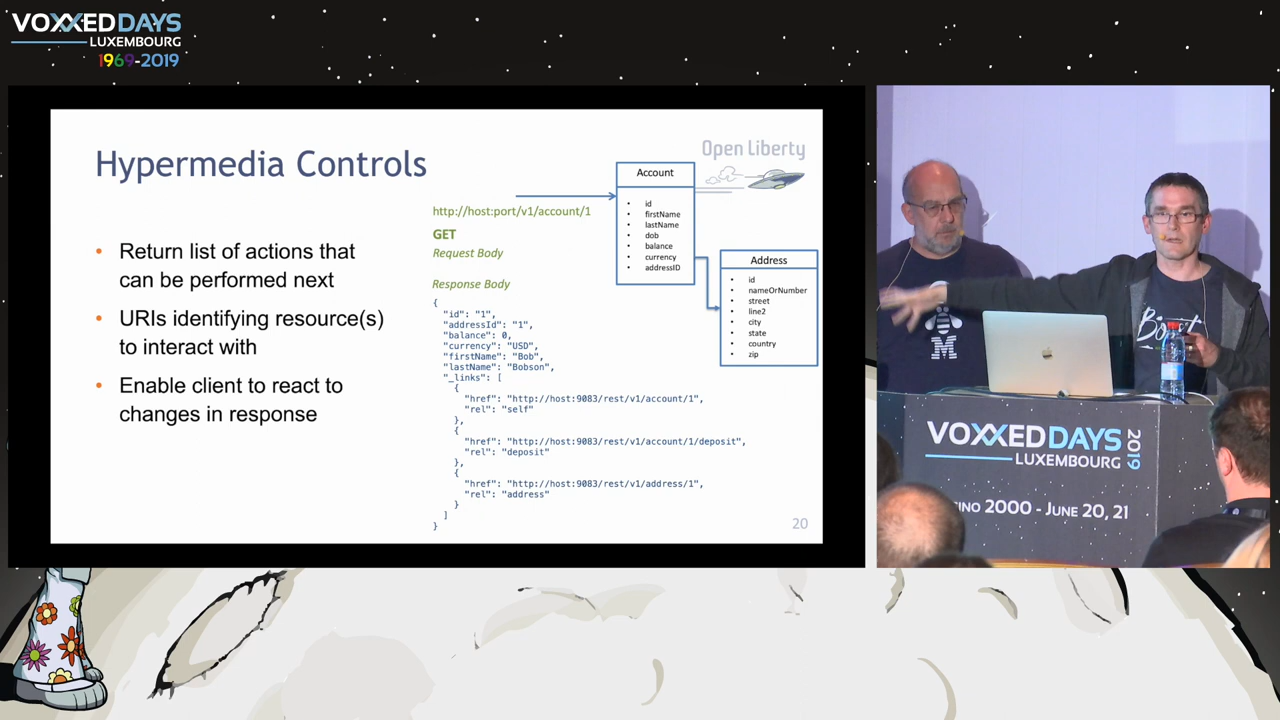 VOXXED DAYS
LUXEMBOURG
1969-2019
Hypermedia Controls
Open Liberty
• Return list of actions that
can be performed next
• URIs identifying resource(s)
to interact with
• Enable client to react to
changes in response
http://host:port/v1/account/1
GET
Request Body
Response Body
{
"id": "1",
"addressId": "1",
"balance": 0,
"currency": "USD",
"firstName": "Bob",
"lastName": "Bobson",
"_links": [
{
"href": "http://host:9083/rest/v1/account/1",
"rel": "self"
},
{
"href": "http://host:9083/rest/v1/account/1/deposit",
"rel": "deposit"
},
{
"href": "http://host:9083/rest/v1/address/1",
"rel": "address"
}
]
}
Account
• id
• firstName
• lastName
• dob
• balance
• currency
• addressID
Address
• id
• nameOrNumber
• street
• line2
• city
• state
• country
• zip
20
M
VOXXED DAYS 2019
LUXEMBOURG
INO 2000 - JUNE 20, 21